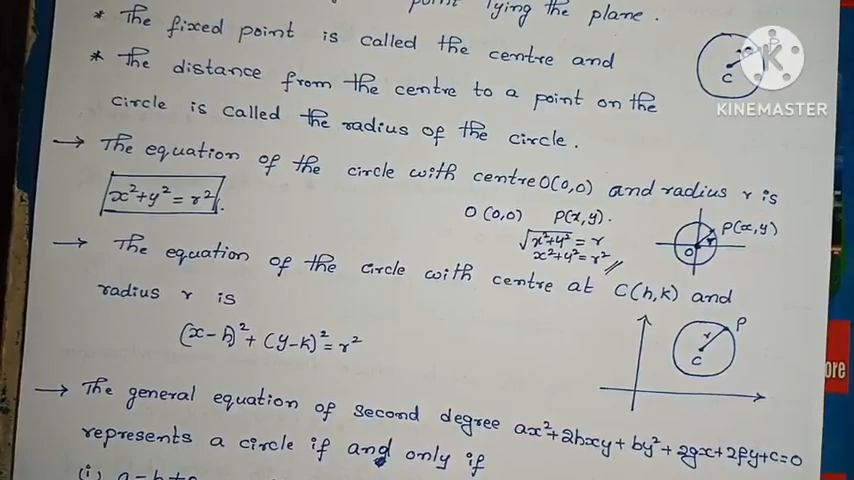 point lying the plane.
* The fixed point is called the centre and
* The distance from the centre to a point on the
circle is called the radius of the circle.
C
KINEMASTER
→ The equation of the circle with centre O(0,0) and radius r is
x²+y² = r².
O (0,0) P(x,y).
√x²+y² = r
x²+y² = r²
P(x,y)
r
O
→ The equation of the circle with centre at C(h,k) and
radius r is
(x-h)² + (y-k)² = r²
P
r
C
→ The general equation of second degree ax²+2hxy+by²+2gx+2fy+c=0
represents a circle if and only if
ore